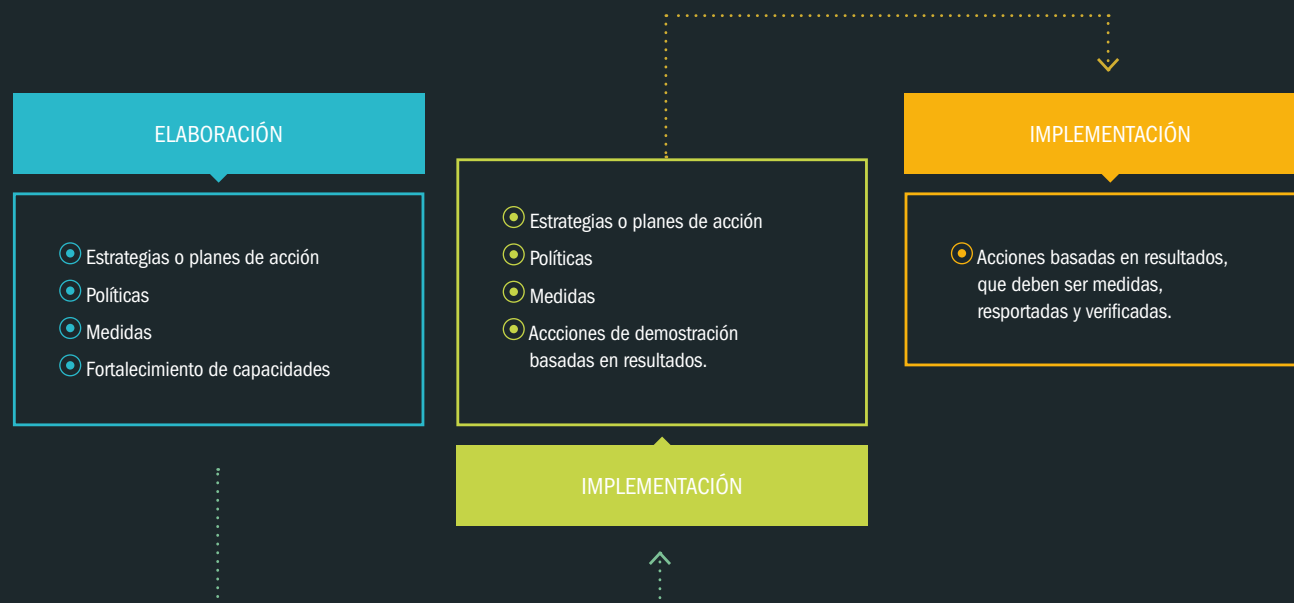 ELABORACIÓN
Estrategias o planes de acción
Políticas
Medidas
Fortalecimiento de capacidades
Estrategias o planes de acción
Políticas
Medidas
Accciones de demostración
basadas en resultados.
IMPLEMENTACIÓN
IMPLEMENTACIÓN
Acciones basadas en resultados,
que deben ser medidas,
resportadas y verificadas.